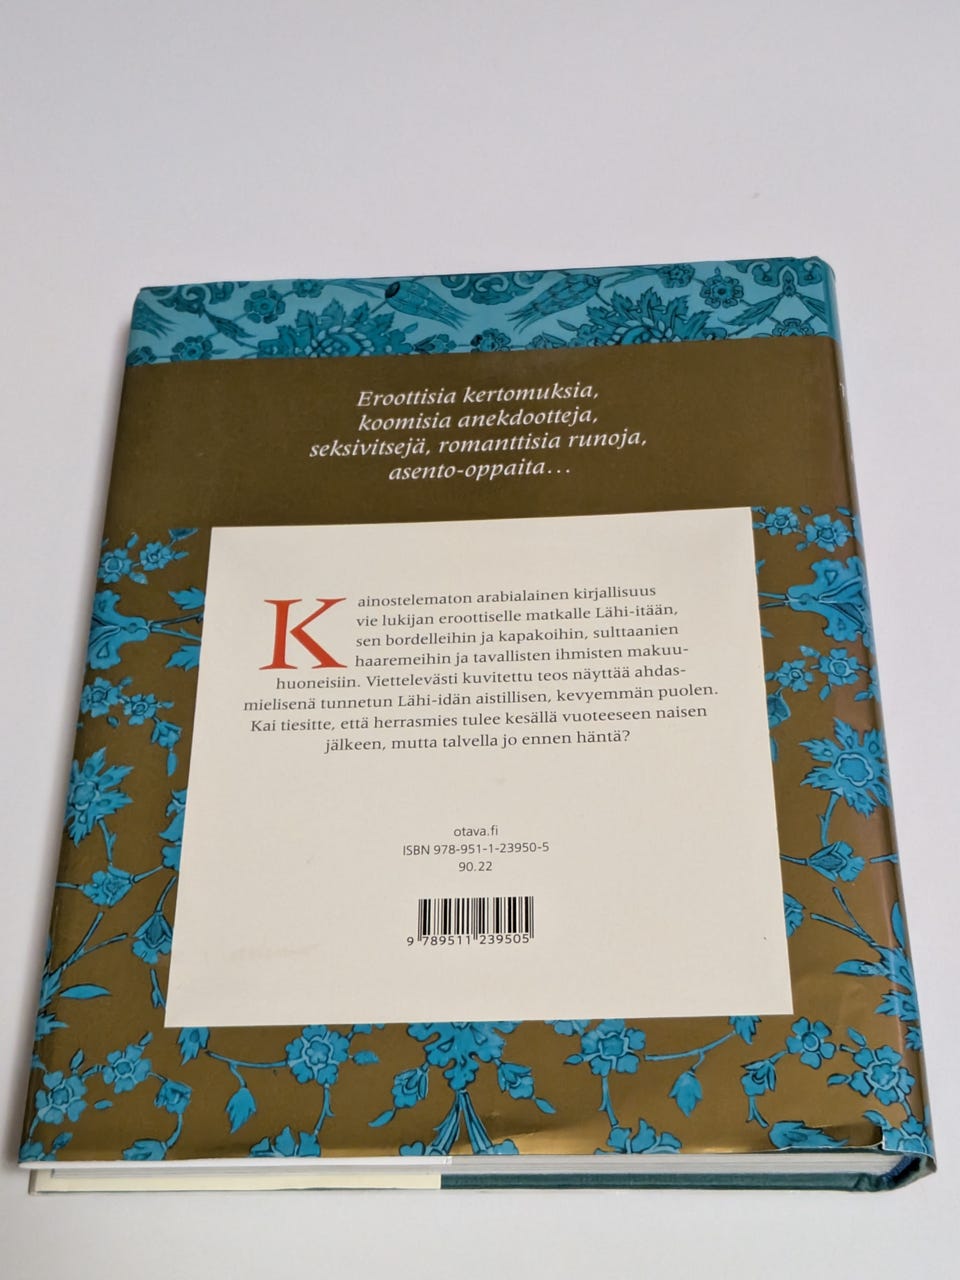 Eroottisia kertomuksia,
koomisia anekdootteja,
seksivitsejä, romanttisia runoja,
asento-oppaita...
Kainostelematon arabialainen kirjallisuus
vie lukijan eroottiselle matkalle Lähi-itään,
sen bordelleihin ja kapakoihin, sulttaanien
haaremeihin ja tavallisten ihmisten makuu-
huoneisiin. Viettelevästi kuvitettu teos näyttää ahdas-
mielisenä tunnetun Lähi-idän aistillisen, kevyemmän puolen.
Kai tiesitte, että herrasmies tulee kesällä vuoteeseen naisen
jälkeen, mutta talvella jo ennen häntä?
otava.fi
ISBN 978-951-1-23950-5
90.22
9 789511 239505